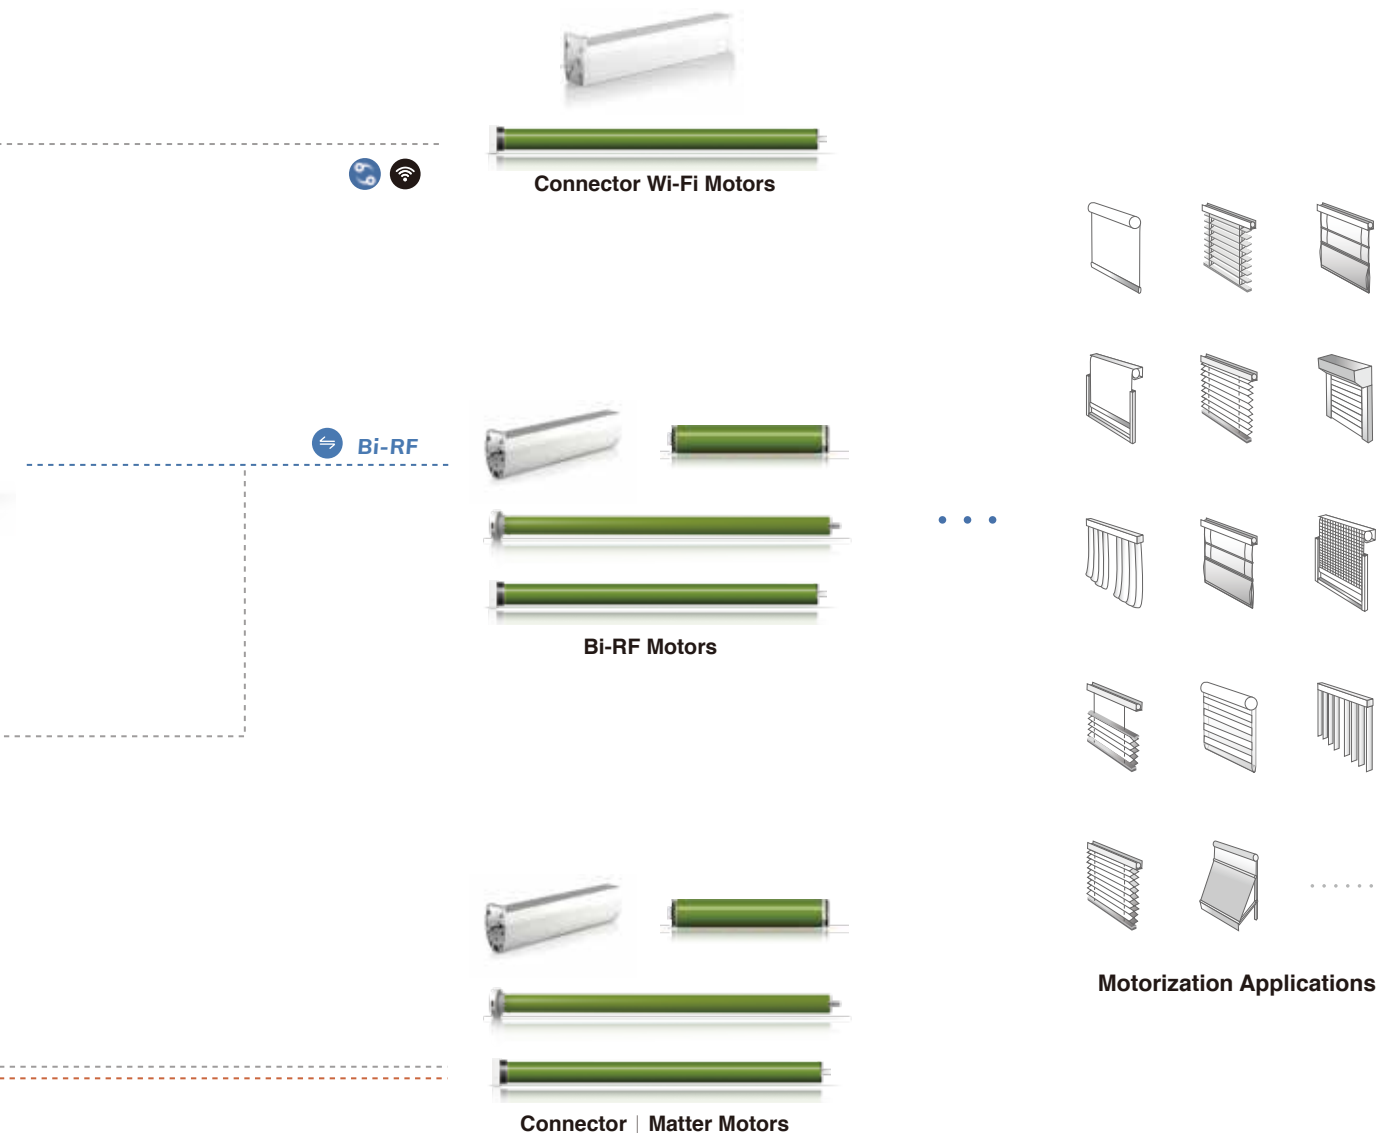 Connector Wi-Fi Motors
Bi-RF
Bi-RF Motors
Motorization Applications
Connector | Matter Motors